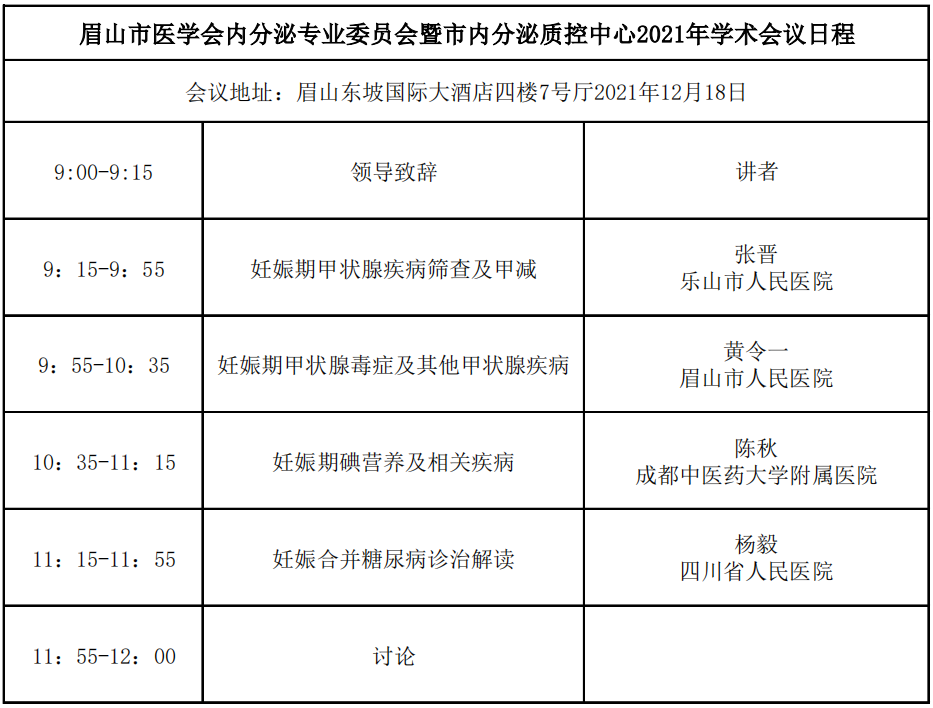 眉山市医学会内分泌专业委员会暨市内分泌质控中心2021年学术会议日程
会议地址：眉山东坡国际大酒店四楼7号厅2021年12月18日
9:00-9:15
领导致辞
讲者
9：15-9：55
妊娠期甲状腺疾病筛查及甲减
张晋
乐山市人民医院
9：55-10：35
妊娠期甲状腺毒症及其他甲状腺疾病
黄令一
眉山市人民医院
10：35-11：15
妊娠期碘营养及相关疾病
陈秋
成都中医药大学附属医院
11：15-11：55
妊娠合并糖尿病诊治解读
杨毅
四川省人民医院
11：55-12：00
讨论